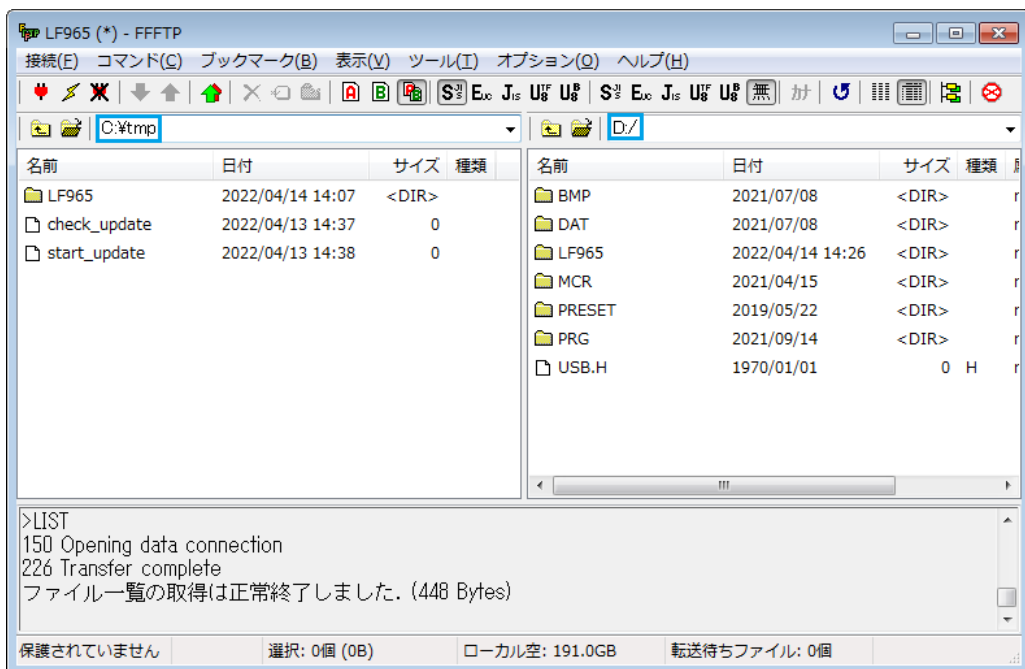 LF965 (*) - FFFTP
接続(F) コマンド(C) ブックマーク(B) 表示(V) ツール(T) オプション(O) ヘルプ(H)
C:¥tmp
D:/
名前 日付 サイズ 種類
LF965 2022/04/14 14:07 <DIR>
check_update 2022/04/13 14:37 0
start_update 2022/04/13 14:38 0
名前 日付 サイズ 種類
BMP 2021/07/08 <DIR> r
DAT 2021/07/08 <DIR> r
LF965 2022/04/14 14:26 <DIR> r
MCR 2021/04/15 <DIR> r
PRESET 2019/05/22 <DIR> r
PRG 2021/09/14 <DIR> r
USB.H 1970/01/01 0 H r
>LIST
150 Opening data connection
226 Transfer complete
ファイル一覧の取得は正常終了しました. (448 Bytes)
保護されていません 選択: 0個 (0B) ローカル空: 191.0GB 転送待ちファイル: 0個